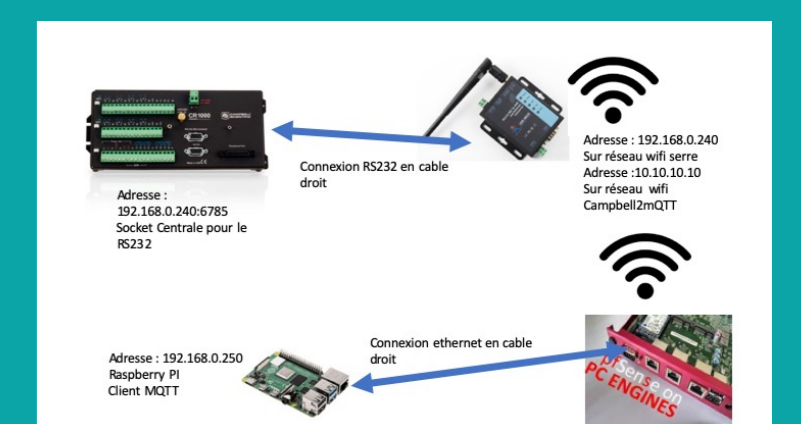 CR1000
CAMPBELL SCIENTIFIC
Connexion RS232 en cable
droit
Adresse : 192.168.0.240
Sur réseau wifi serre
Adresse :10.10.10.10
Sur réseau wifi
Campbell2mQTT
Adresse :
192.168.0.240:6785
Socket Centrale pour le
RS232
Connexion ethernet en cable
droit
Adresse : 192.168.0.250
Raspberry PI
Client MQTT
pfSense on
PC ENGINES